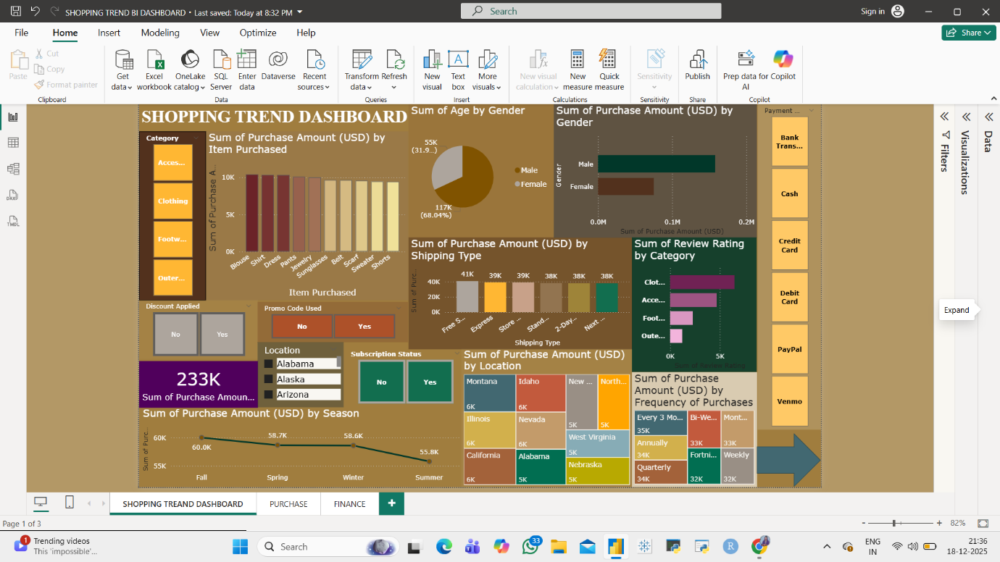 SHOPPING TREND BI DASHBOARD • Last saved: Today at 8:32 PM
Search
Sign in
File
Home
Insert
Modeling
View
Optimize
Help
Share
Paste
Cut
Copy
Format painter
Clipboard
Get data
Excel workbook
OneLake catalog
SQL Server
Enter data
Dataverse
Recent sources
Data
Transform data
Refresh
Queries
New visual
Text box
More visuals
Insert
New visual calculation
New measure
Quick measure
Calculations
Sensitivity
Sensitivity
Publish
Share
Prep data for AI
Copilot
Copilot
DAX
TMDL
SHOPPING TREND DASHBOARD
Category
Acces...
Clothing
Footw...
Outer...
Sum of Purchase Amount (USD) by
Item Purchased
Sum of Purchase A...
10K
5K
0K
Blouse
Shirt
Dress
Pants
Jewelry
Sunglasses
Belt
Scarf
Sweater
Shorts
Item Purchased
Sum of Age by Gender
55K
(31.9...)
117K
(68.04%)
Male
Female
Sum of Purchase Amount (USD) by
Gender
Gender
Male
Female
0.0M
0.1M
0.2M
Sum of Purchase Amount (USD)
Payment ...
Bank
Trans...
Cash
Credit
Card
Debit
Card
PayPal
Venmo
Filters
Visualizations
Data
Expand
Sum of Purchase Amount (USD) by
Shipping Type
Sum of Purc...
40K
20K
0K
41K
39K
39K
38K
38K
38K
Free S...
Express
Store ...
Stand...
2-Day...
Next ...
Shipping Type
Sum of Review Rating
by Category
Clot...
Acce...
Foot...
Oute...
0K
5K
Sum of Review Rating
Discount Applied
No
Yes
Promo Code Used
No
Yes
233K
Sum of Purchase Amoun...
Location
Alabama
Alaska
Arizona
Subscription Status
No
Yes
Sum of Purchase Amount (USD)
by Location
Montana
6K
Idaho
6K
New ...
5K
North...
5K
Illinois
6K
Nevada
6K
West Virginia
5K
California
6K
Alabama
5K
Nebraska
5K
Sum of Purchase
Amount (USD) by
Frequency of Purchases
Every 3 Mo...
35K
Bi-We...
33K
Mont...
33K
Annually
34K
Quarterly
34K
Fortni...
32K
Weekly
32K
Sum of Purchase Amount (USD) by Season
Sum of Purc...
60K
55K
60.0K
58.7K
58.6K
55.8K
Fall
Spring
Winter
Summer
SHOPPING TREAND DASHBOARD
PURCHASE
FINANCE
Page 1 of 3
82%
1
Trending videos
This 'impossible'...
Search
33
R
ENG
IN
21:36
18-12-2025